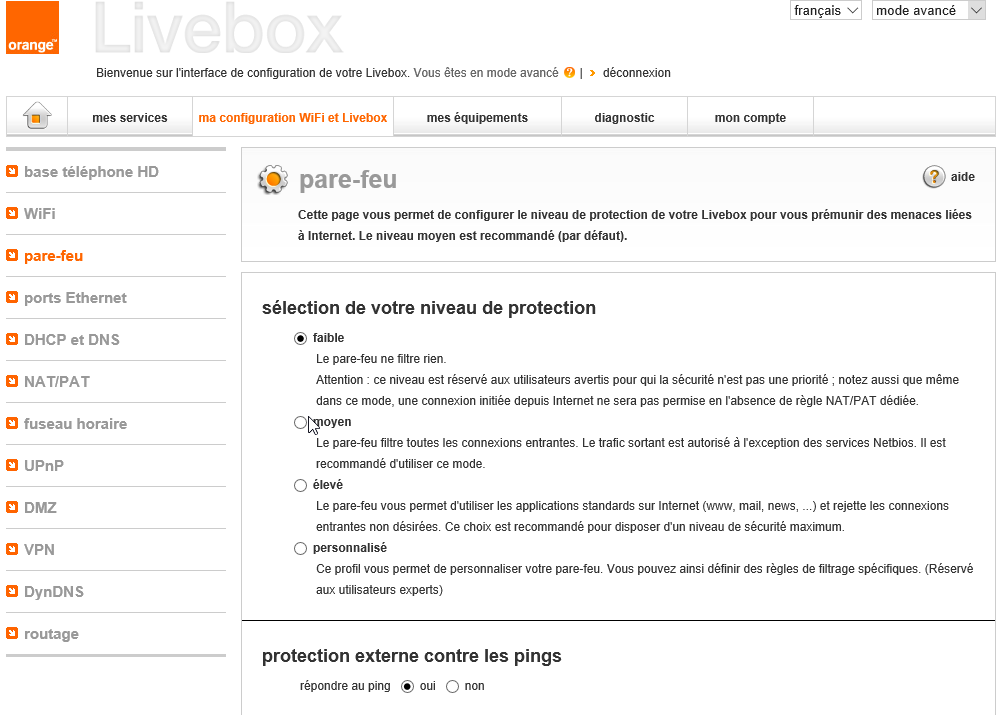 orange™
Livebox
français
mode avancé
Bienvenue sur l'interface de configuration de votre Livebox. Vous êtes en mode avancé ? | déconnexion
mes services
ma configuration WiFi et Livebox
mes équipements
diagnostic
mon compte
base téléphone HD
WiFi
pare-feu
ports Ethernet
DHCP et DNS
NAT/PAT
fuseau horaire
UPnP
DMZ
VPN
DynDNS
routage
pare-feu
? aide
Cette page vous permet de configurer le niveau de protection de votre Livebox pour vous prémunir des menaces liées
à Internet. Le niveau moyen est recommandé (par défaut).
sélection de votre niveau de protection
faible
Le pare-feu ne filtre rien.
Attention : ce niveau est réservé aux utilisateurs avertis pour qui la sécurité n'est pas une priorité ; notez aussi que même
dans ce mode, une connexion initiée depuis Internet ne sera pas permise en l'absence de règle NAT/PAT dédiée.
moyen
Le pare-feu filtre toutes les connexions entrantes. Le trafic sortant est autorisé à l'exception des services Netbios. Il est
recommandé d'utiliser ce mode.
élevé
Le pare-feu vous permet d'utiliser les applications standards sur Internet (www, mail, news, ...) et rejette les connexions
entrantes non désirées. Ce choix est recommandé pour disposer d'un niveau de sécurité maximum.
personnalisé
Ce profil vous permet de personnaliser votre pare-feu. Vous pouvez ainsi définir des règles de filtrage spécifiques. (Réservé
aux utilisateurs experts)
protection externe contre les pings
répondre au ping oui non